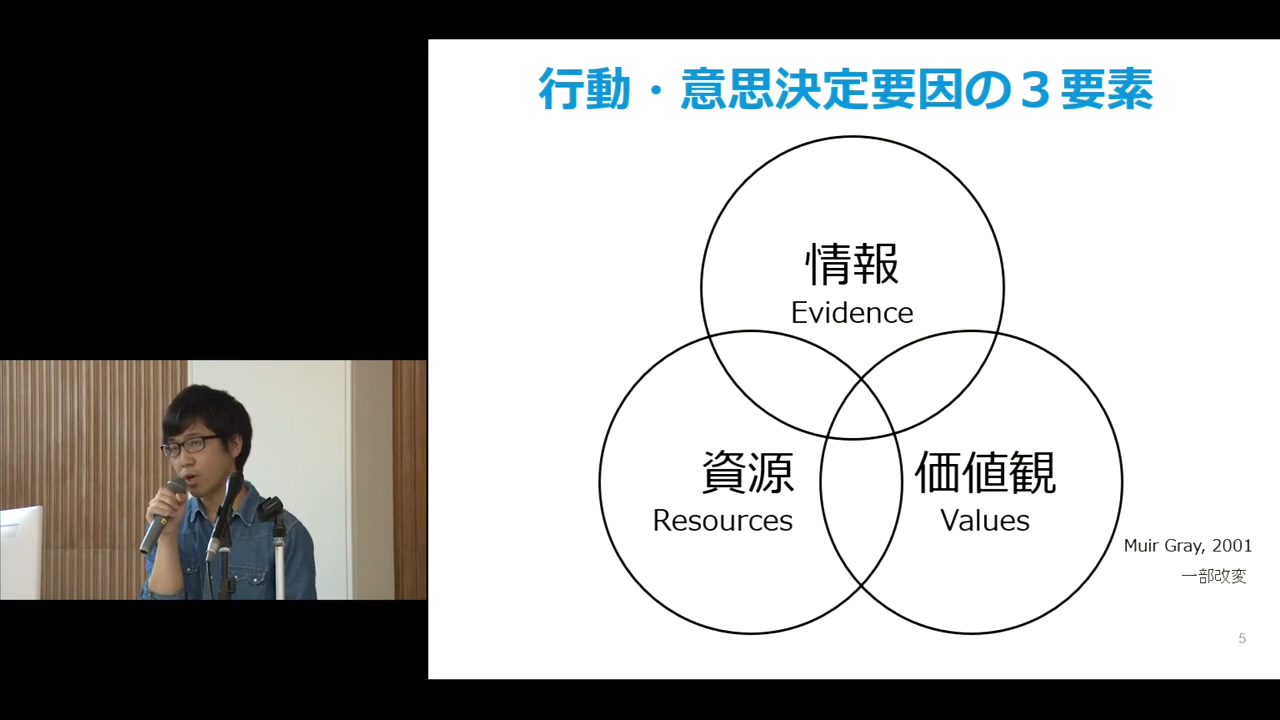 行動・意思決定要因の３要素
情報
Evidence
資源
Resources
価値観
Values
Muir Gray, 2001
一部改変
5